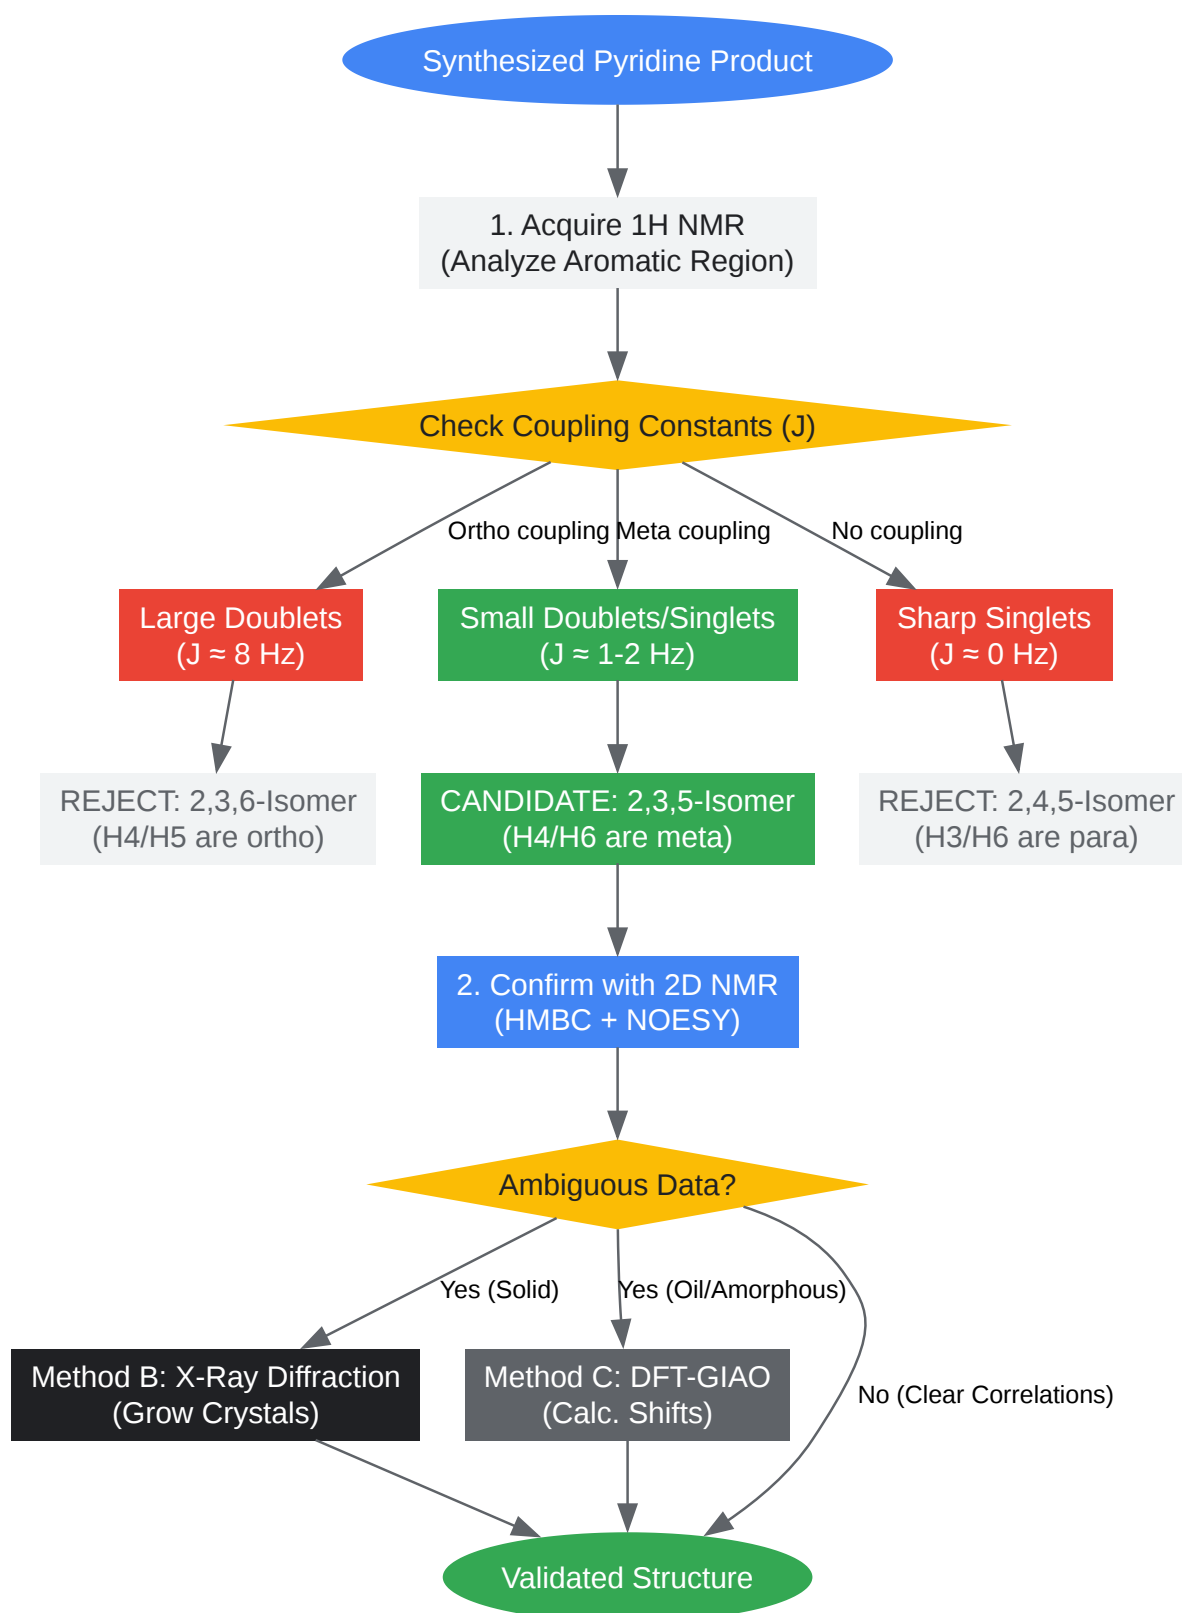 Synthesized Pyridine Product
1. Acquire 1H NMR
(Analyze Aromatic Region)
Check Coupling Constants (J)
Ortho coupling
Meta coupling
No coupling
Large Doublets
(J ≈ 8 Hz)
Small Doublets/Singlets
(J ≈ 1-2 Hz)
Sharp Singlets
(J ≈ 0 Hz)
REJECT: 2,3,6-Isomer
(H4/H5 are ortho)
CANDIDATE: 2,3,5-Isomer
(H4/H6 are meta)
REJECT: 2,4,5-Isomer
(H3/H6 are para)
2. Confirm with 2D NMR
(HMBC + NOESY)
Ambiguous Data?
Yes (Solid)
Yes (Oil/Amorphous)
No (Clear Correlations)
Method B: X-Ray Diffraction
(Grow Crystals)
Method C: DFT-GIAO
(Calc. Shifts)
Validated Structure